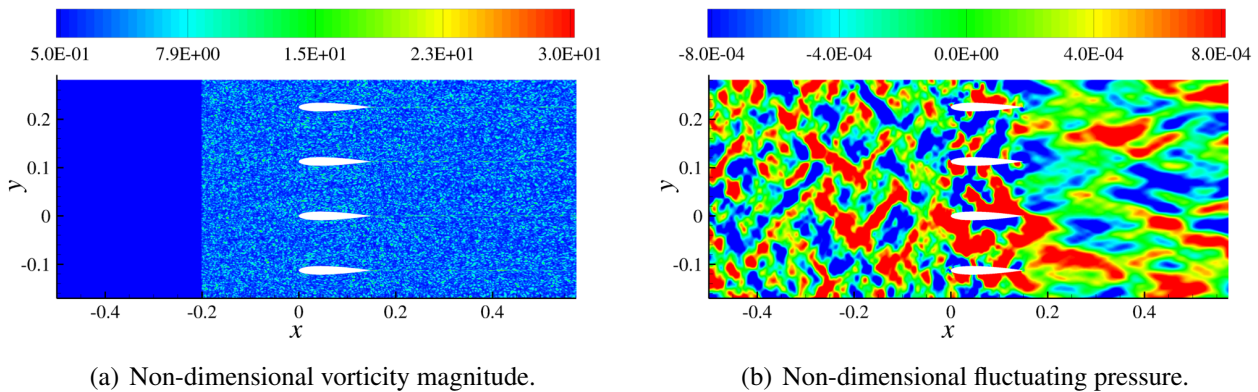 5.0E-01 7.9E+00 1.5E+01 2.3E+01 3.0E+01
0.2
0.1
0
-0.1
y
-0.4 -0.2 0 0.2 0.4
x
(a) Non-dimensional vorticity magnitude.
-8.0E-04 -4.0E-04 0.0E+00 4.0E-04 8.0E-04
0.2
0.1
0
-0.1
y
-0.4 -0.2 0 0.2 0.4
x
(b) Non-dimensional fluctuating pressure.